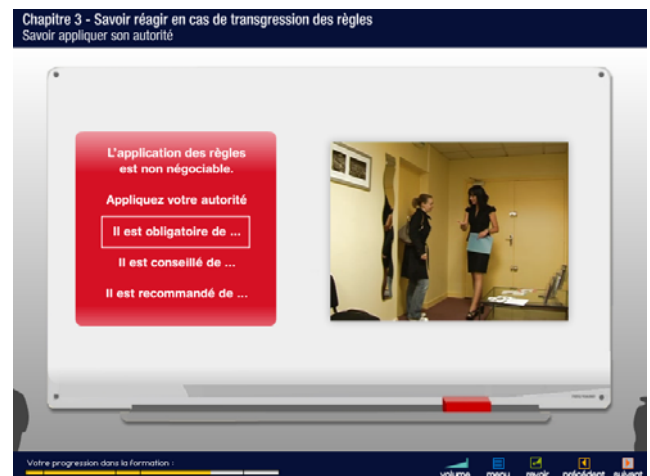 Chapitre 3 - Savoir réagir en cas de transgression des règles
Savoir appliquer son autorité
L'application des règles
est non négociable.
Appliquez votre autorité
Il est obligatoire de ...
Il est conseillé de ...
Il est recommandé de ...
Votre progression dans la formation :
volume menu revoir précédent suivant